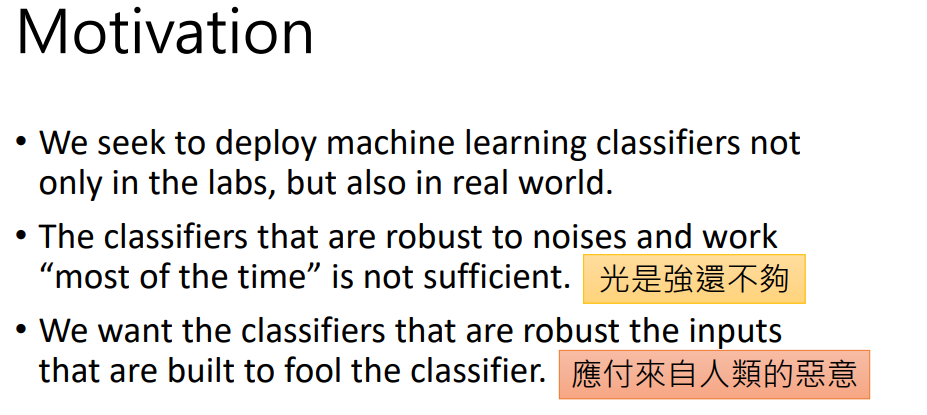 Motivation
• We seek to deploy machine learning classifiers not
only in the labs, but also in real world.
• The classifiers that are robust to noises and work
“most of the time” is not sufficient. 光是強還不夠
• We want the classifiers that are robust the inputs
that are built to fool the classifier. 應付來自人類的惡意